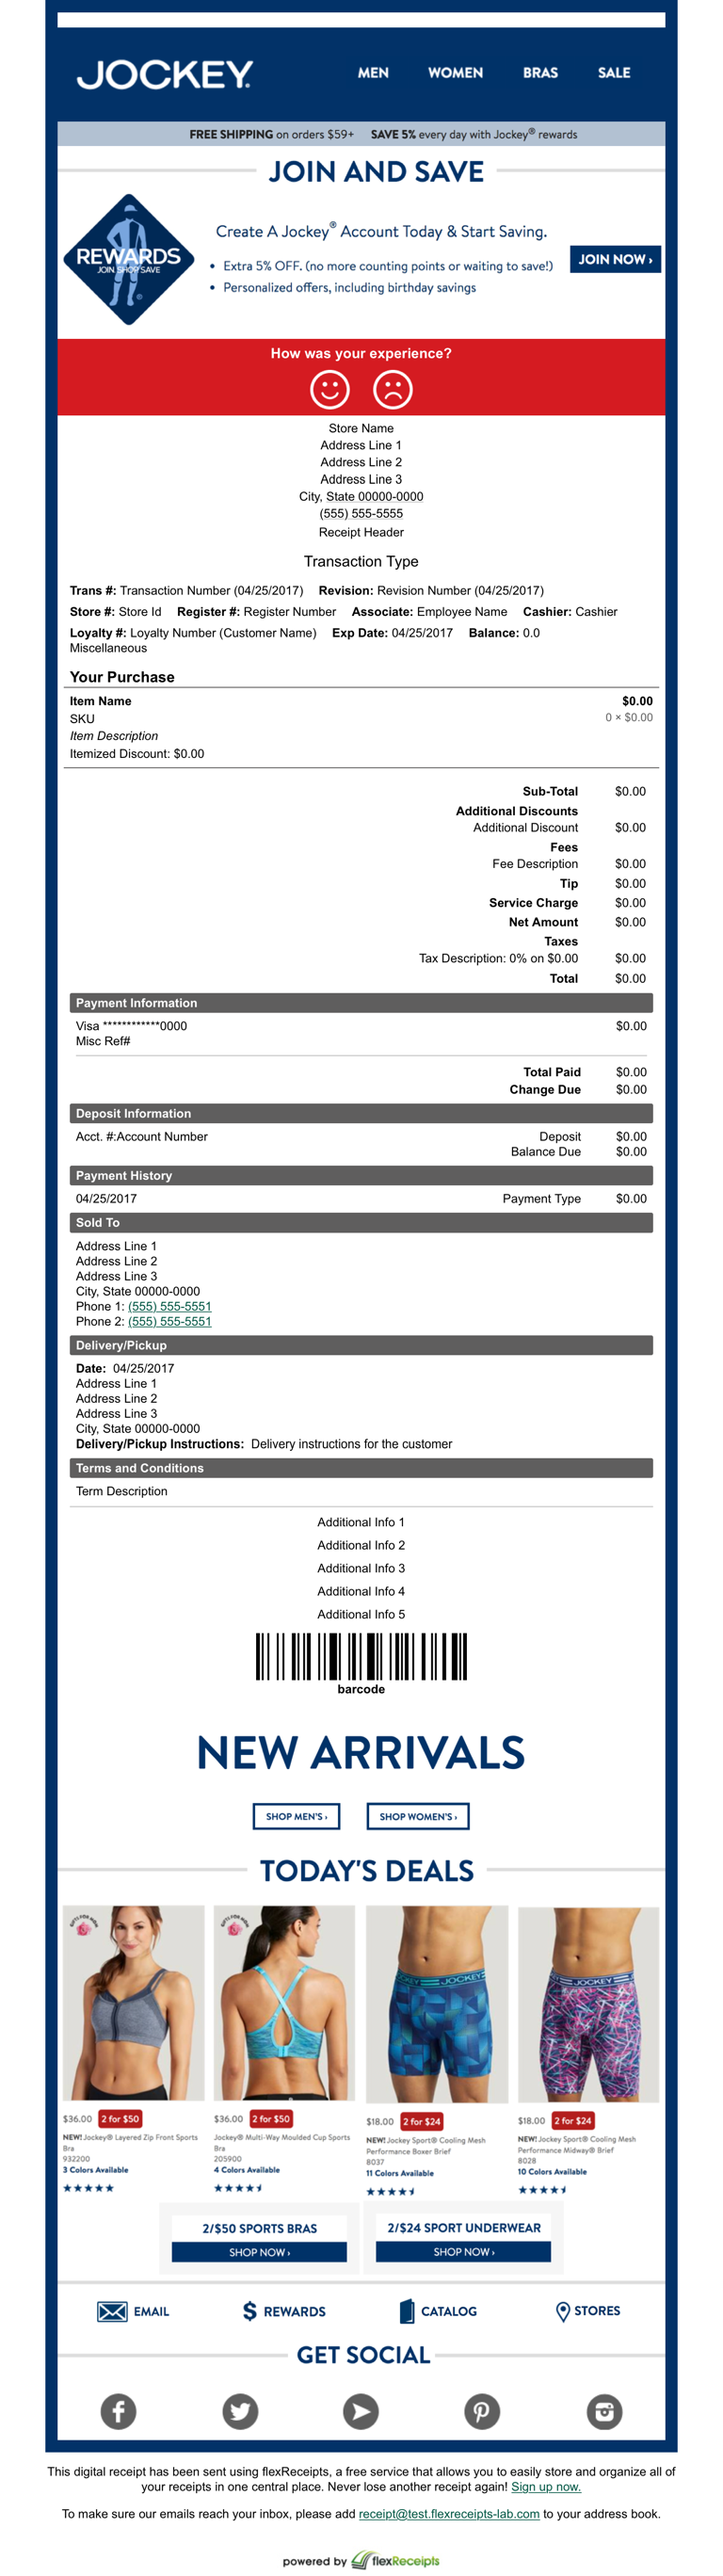 JOCKEY®
MEN WOMEN BRAS SALE
FREE SHIPPING on orders $59+ SAVE 5% every day with Jockey® rewards
JOIN AND SAVE
REWARDS
JOIN. SHOP. SAVE
®
Create A Jockey® Account Today & Start Saving.
• Extra 5% OFF. (no more counting points or waiting to save!)
• Personalized offers, including birthday savings
JOIN NOW ›
How was your experience?
Store Name
Address Line 1
Address Line 2
Address Line 3
City, State 00000-0000
(555) 555-5555
Receipt Header
Transaction Type
Trans #: Transaction Number (04/25/2017) Revision: Revision Number (04/25/2017)
Store #: Store Id Register #: Register Number Associate: Employee Name Cashier: Cashier
Loyalty #: Loyalty Number (Customer Name) Exp Date: 04/25/2017 Balance: 0.0
Miscellaneous
Your Purchase
Item Name $0.00
SKU 0 × $0.00
Item Description
Itemized Discount: $0.00
Sub-Total $0.00
Additional Discounts
Additional Discount $0.00
Fees
Fee Description $0.00
Tip $0.00
Service Charge $0.00
Net Amount $0.00
Taxes
Tax Description: 0% on $0.00 $0.00
Total $0.00
Payment Information
Visa ************0000 $0.00
Misc Ref#
Total Paid $0.00
Change Due $0.00
Deposit Information
Acct. #:Account Number Deposit $0.00
Balance Due $0.00
Payment History
04/25/2017 Payment Type $0.00
Sold To
Address Line 1
Address Line 2
Address Line 3
City, State 00000-0000
Phone 1: (555) 555-5551
Phone 2: (555) 555-5551
Delivery/Pickup
Date: 04/25/2017
Address Line 1
Address Line 2
Address Line 3
City, State 00000-0000
Delivery/Pickup Instructions: Delivery instructions for the customer
Terms and Conditions
Term Description
Additional Info 1
Additional Info 2
Additional Info 3
Additional Info 4
Additional Info 5
barcode
NEW ARRIVALS
SHOP MEN'S › SHOP WOMEN'S ›
TODAY'S DEALS
GIFTS FOR MOM
GIFTS FOR MOM
JOCKEY
JOCKEY
$36.00 2 for $50
NEW! Jockey® Layered Zip Front Sports
Bra
932200
3 Colors Available
$36.00 2 for $50
Jockey® Multi-Way Moulded Cup Sports
Bra
205900
4 Colors Available
$18.00 2 for $24
NEW! Jockey Sport® Cooling Mesh
Performance Boxer Brief
8037
11 Colors Available
$18.00 2 for $24
NEW! Jockey Sport® Cooling Mesh
Performance Midway® Brief
8028
10 Colors Available
2/$50 SPORTS BRAS
SHOP NOW ›
2/$24 SPORT UNDERWEAR
SHOP NOW ›
EMAIL $ REWARDS CATALOG STORES
GET SOCIAL
This digital receipt has been sent using flexReceipts, a free service that allows you to easily store and organize all of
your receipts in one central place. Never lose another receipt again! Sign up now.
To make sure our emails reach your inbox, please add receipt@test.flexreceipts-lab.com to your address book.
powered by flexReceipts